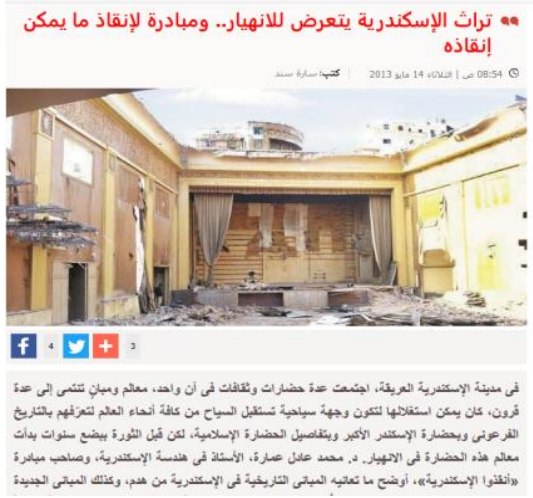 تراث الإسكندرية يتعرض للانهيار.. ومبادرة لإنقاذ ما يمكن
إنقاذه
08:54 ص | الثلاثاء 14 مايو 2013 | كتب: سارة سند
4 3
فى مدينة الإسكندرية العريقة، اجتمعت عدة حضارات وثقافات فى آن واحد، معالم ومبانٍ تنتمى إلى عدة
قرون، كان يمكن استغلالها لتكون وجهة سياحية تستقبل السياح من كافة أنحاء العالم لتعرّفهم بالتاريخ
الفرعونى وبحضارة الإسكندر الأكبر وبتفاصيل الحضارة الإسلامية، لكن قبل الثورة ببضع سنوات بدأت
معالم هذه الحضارة فى الانهيار. د. محمد عادل عمارة، الأستاذ فى هندسة الإسكندرية، وصاحب مبادرة
«أنقذوا الإسكندرية»، أوضح ما تعانيه المبانى التاريخية فى الإسكندرية من هدم، وكذلك المبانى الجديدة